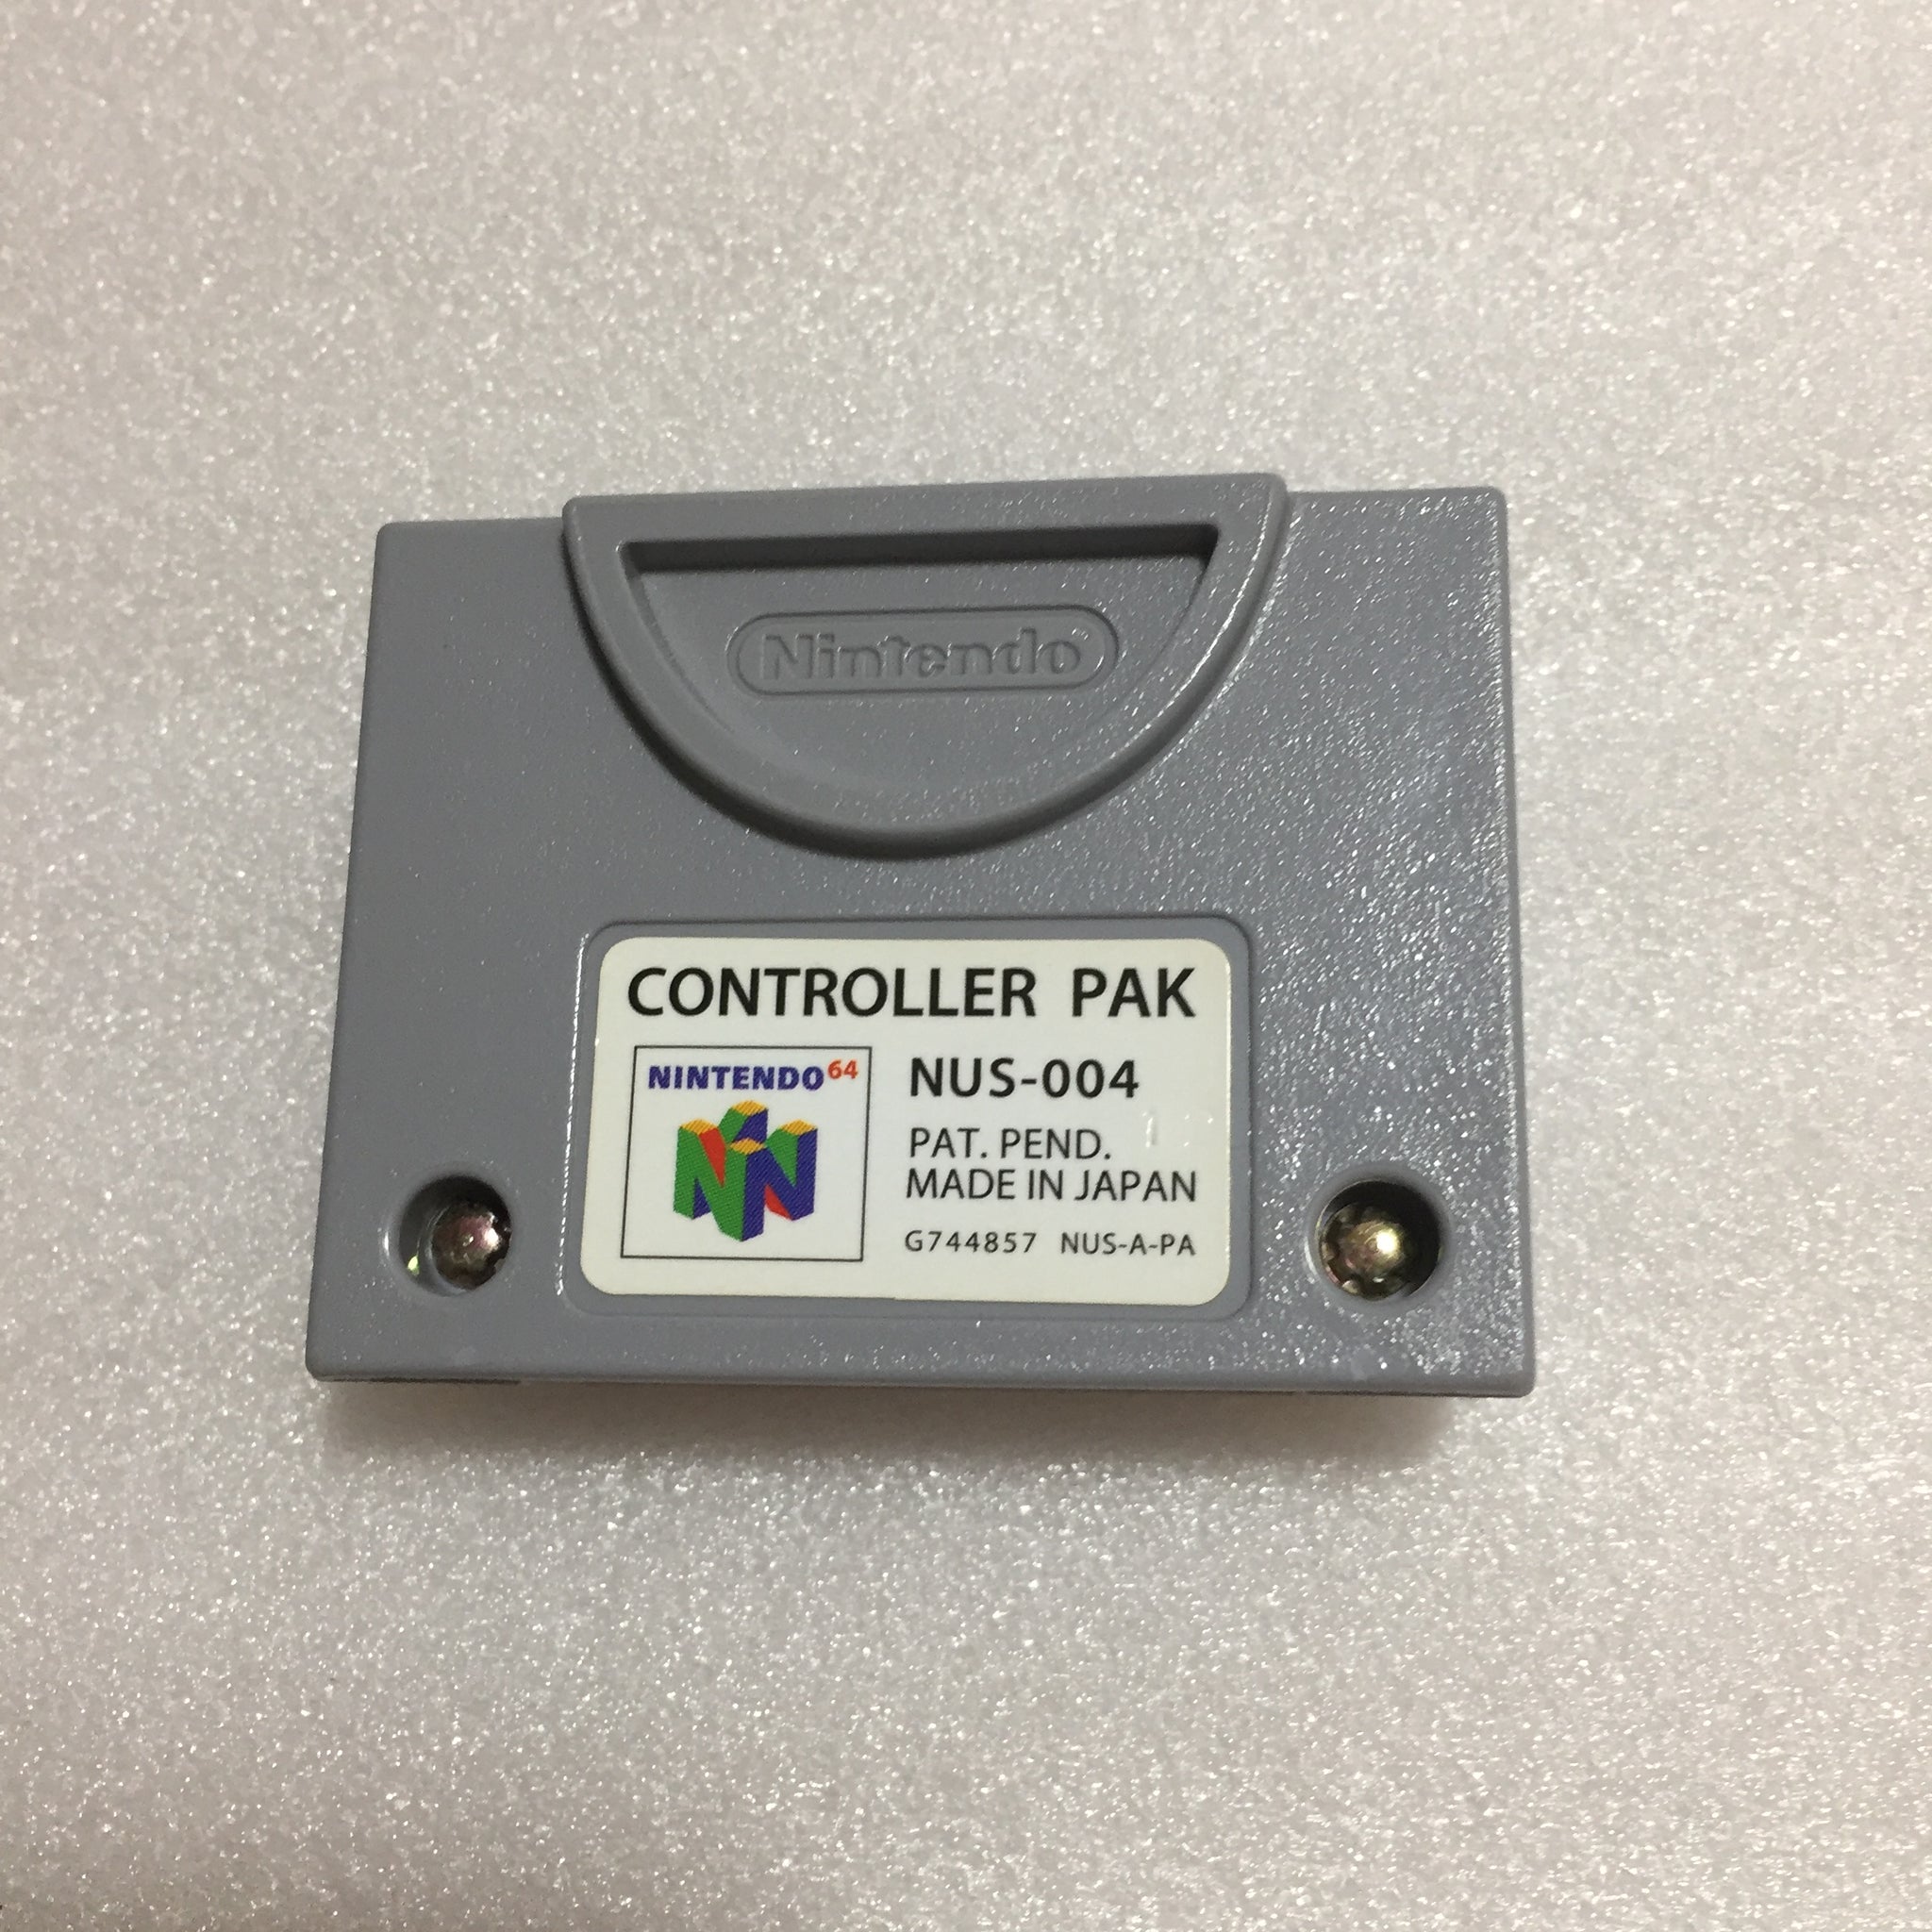 Nintendo®
CONTROLLER PAK
NINTENDO64
NUS-004
PAT. PEND.
MADE IN JAPAN
G744857 NUS-A-PA